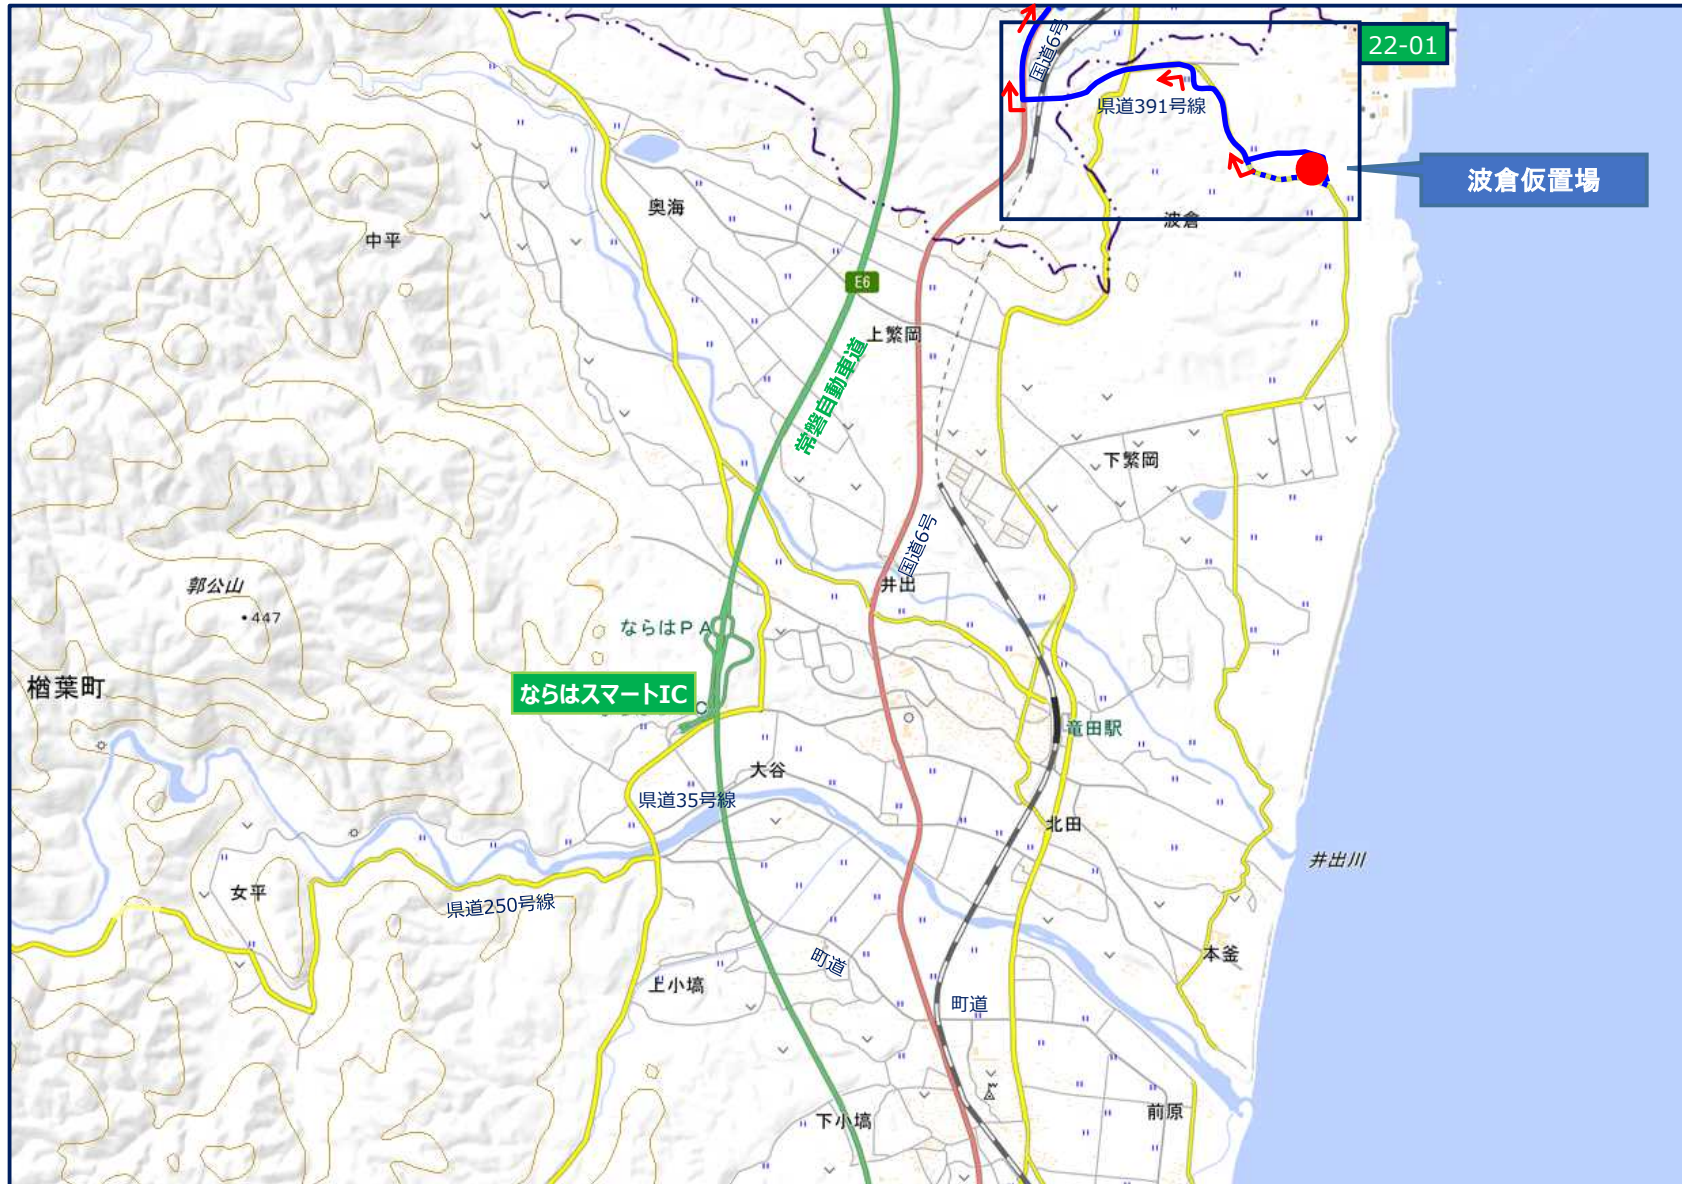 22-01
国道6号
県道391号線
波倉仮置場
波倉
奥海
中平
E6
上繁岡
常磐自動車道
下繁岡
国道6号
井出
郭公山
447
ならはPA
楢葉町
ならはスマートIC
竜田駅
大谷
県道35号線
北田
井出川
女平
県道250号線
本釜
町道
上小塙
町道
前原
下小塙